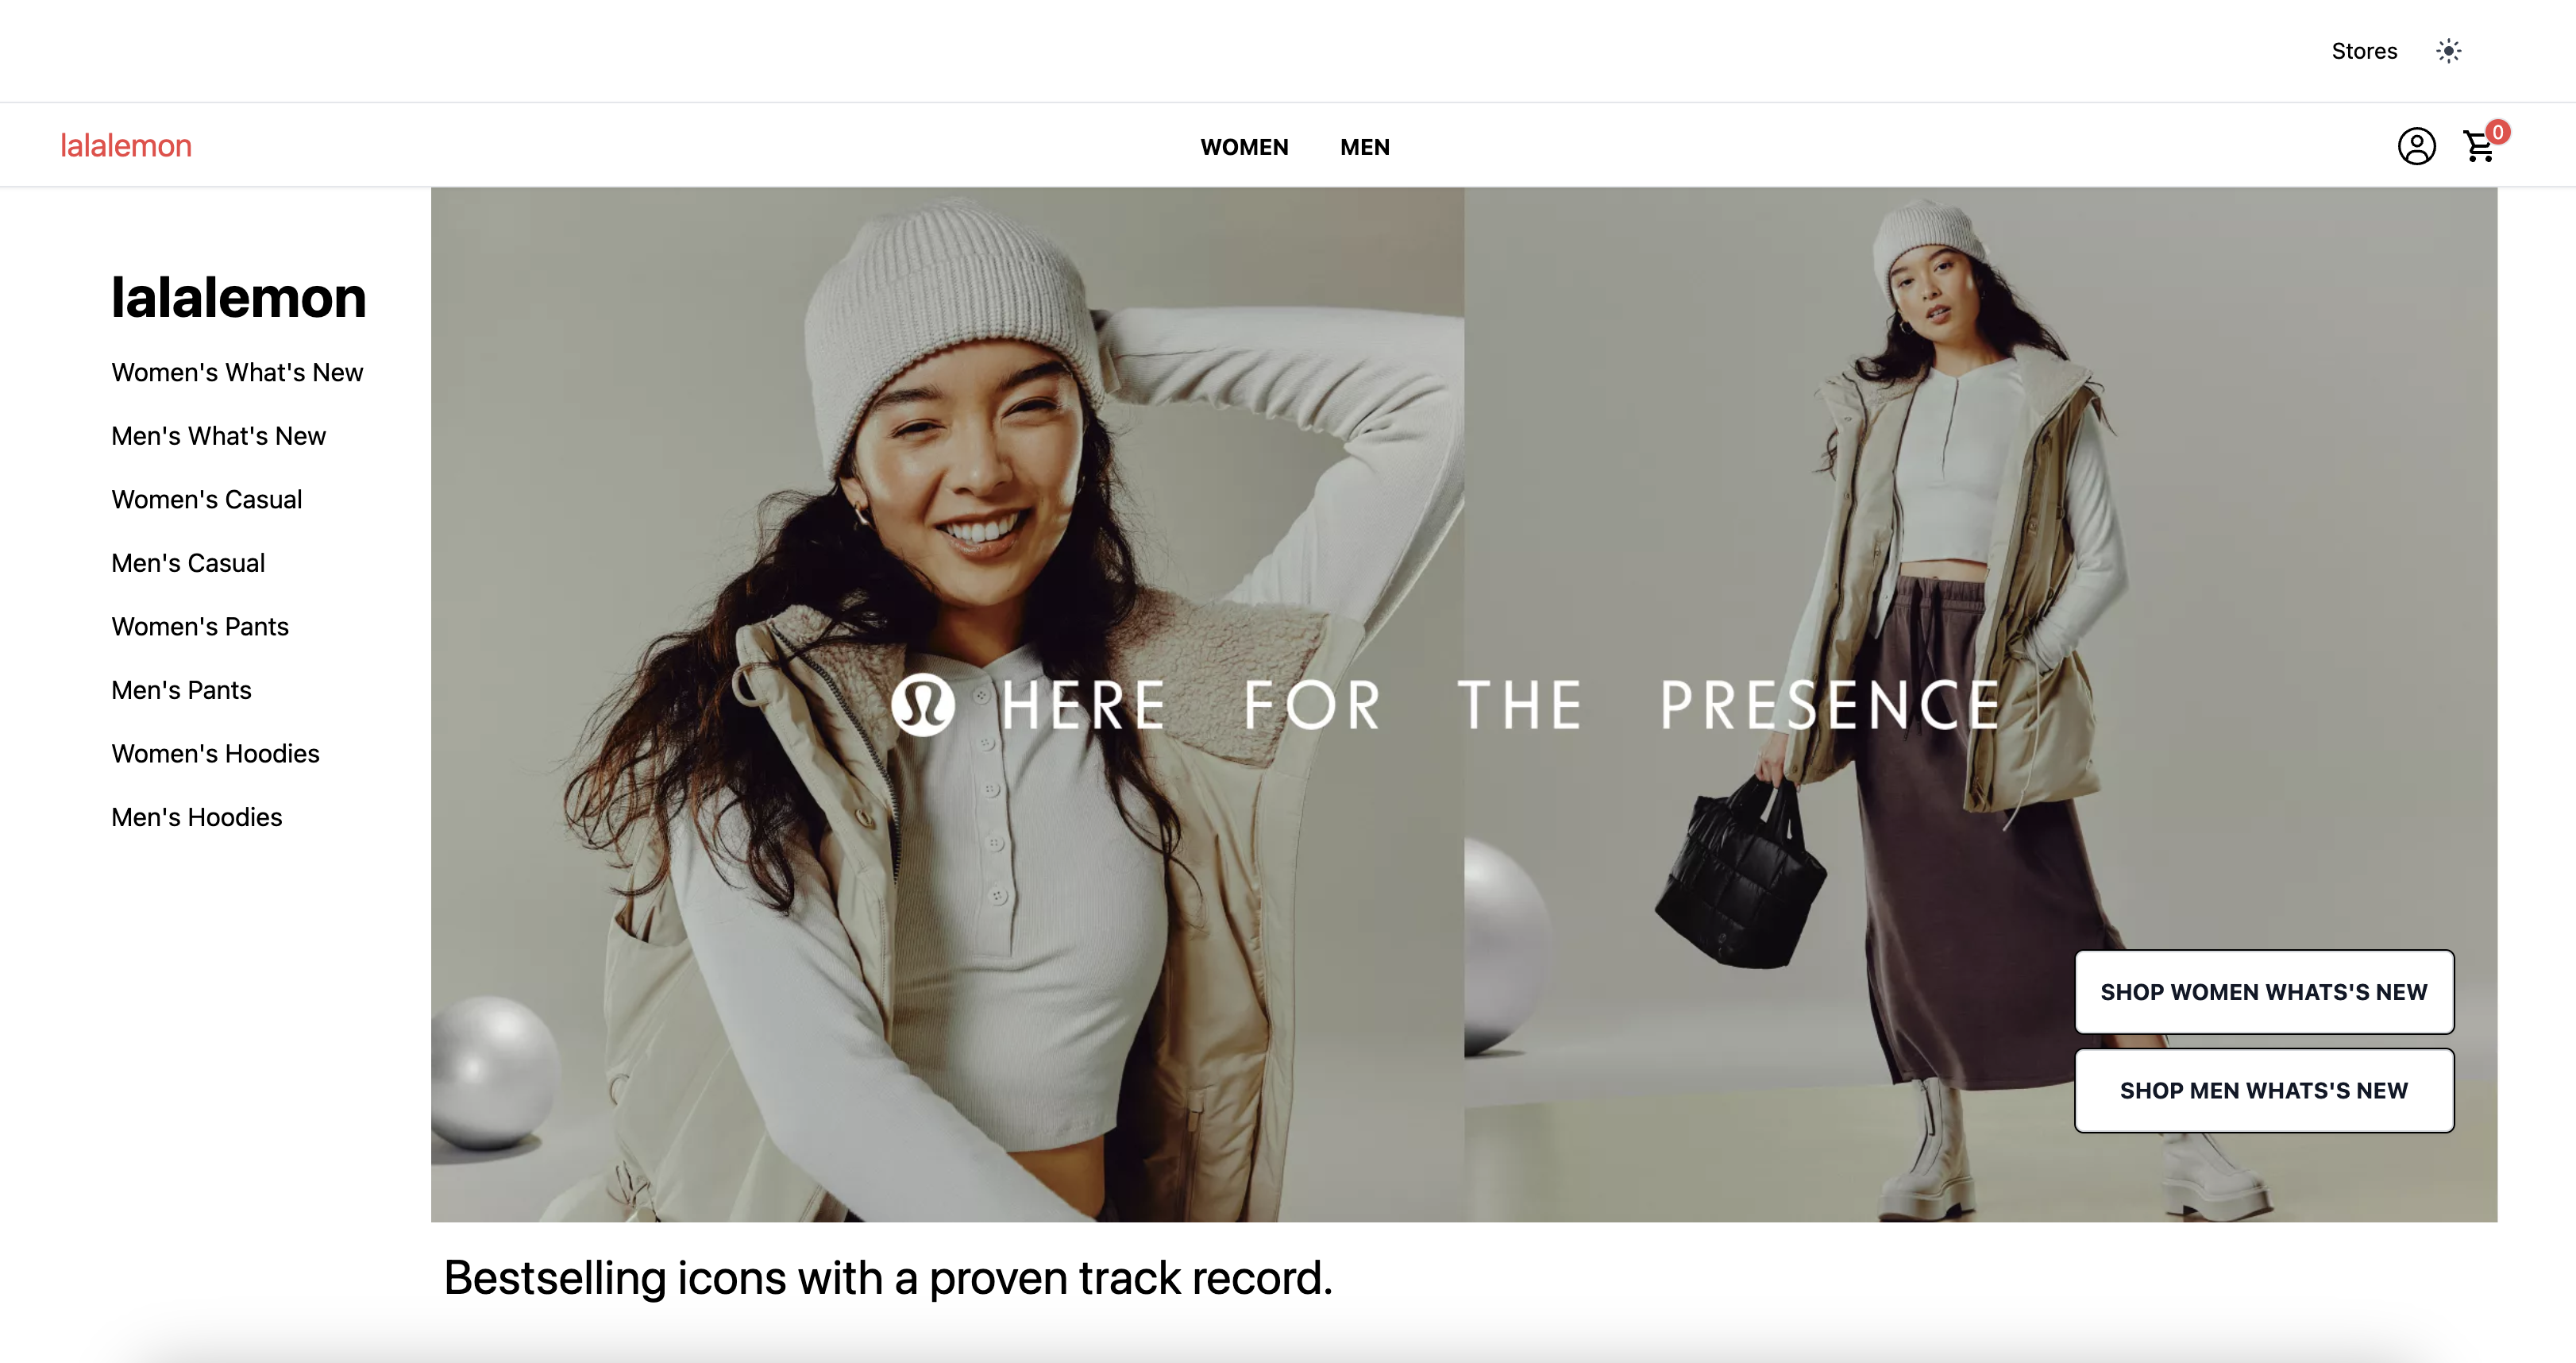 Stores
lalalemon
WOMEN
MEN
0
lalalemon
Women's What's New
Men's What's New
Women's Casual
Men's Casual
Women's Pants
Men's Pants
Women's Hoodies
Men's Hoodies
HERE FOR THE PRESENCE
SHOP WOMEN WHATS'S NEW
SHOP MEN WHATS'S NEW
Bestselling icons with a proven track record.